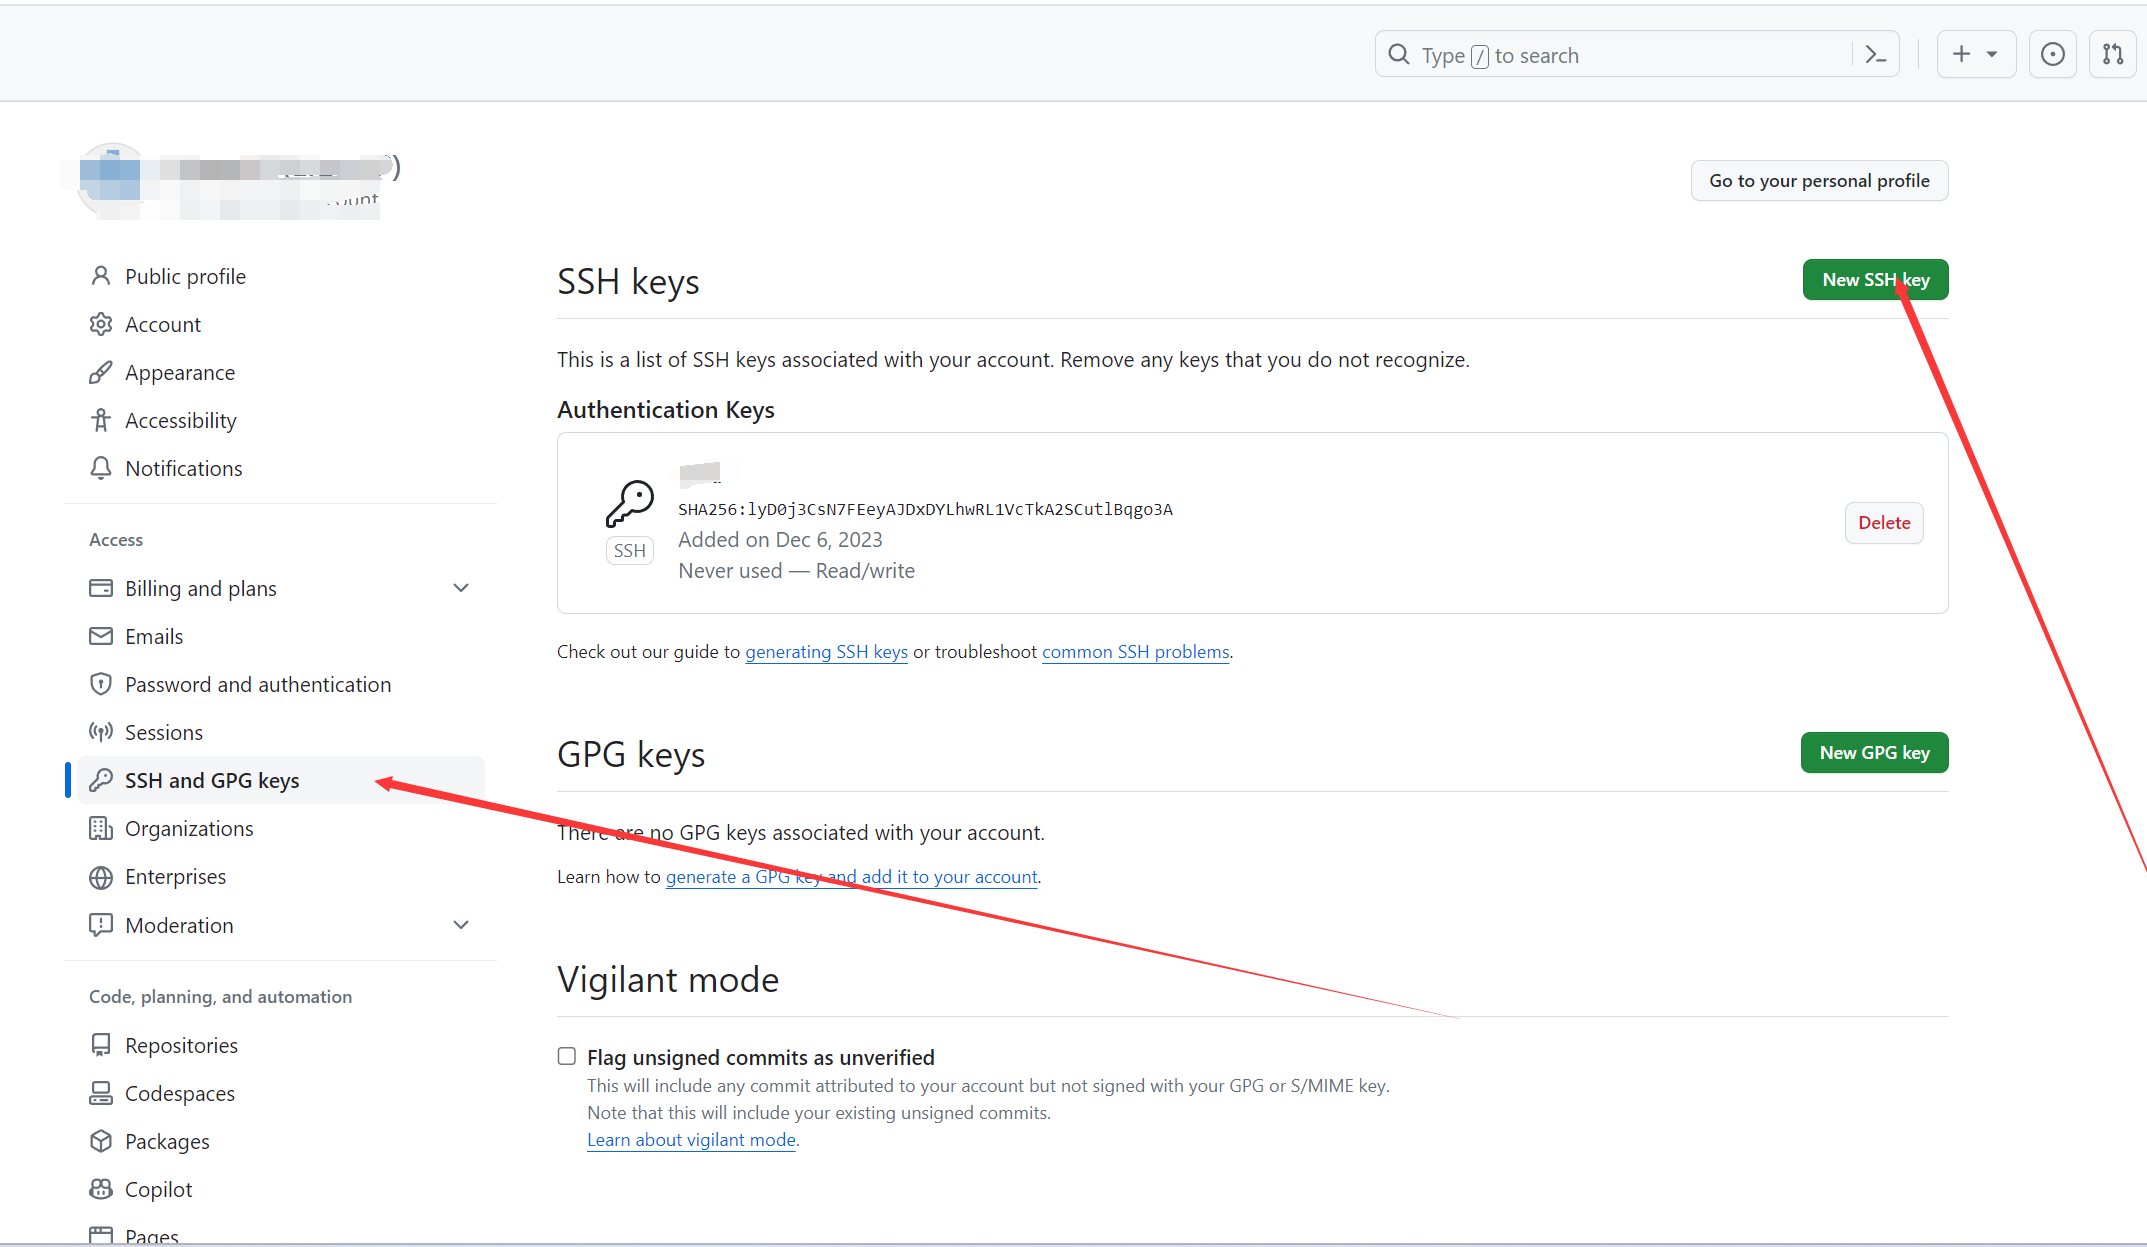 Type / to search
Go to your personal profile
Public profile
Account
Appearance
Accessibility
Notifications
Access
Billing and plans
Emails
Password and authentication
Sessions
SSH and GPG keys
Organizations
Enterprises
Moderation
Code, planning, and automation
Repositories
Codespaces
Packages
Copilot
Pages
SSH keys
New SSH key
This is a list of SSH keys associated with your account. Remove any keys that you do not recognize.
Authentication Keys
SHA256:lyD0j3CsN7FEeyAJDxDYLhwRL1VcTkA2SCutlBqgo3A
SSH
Added on Dec 6, 2023
Never used — Read/write
Delete
Check out our guide to generating SSH keys or troubleshoot common SSH problems.
GPG keys
New GPG key
There are no GPG keys associated with your account.
Learn how to generate a GPG key and add it to your account.
Vigilant mode
Flag unsigned commits as unverified
This will include any commit attributed to your account but not signed with your GPG or S/MIME key.
Note that this will include your existing unsigned commits.
Learn about vigilant mode.